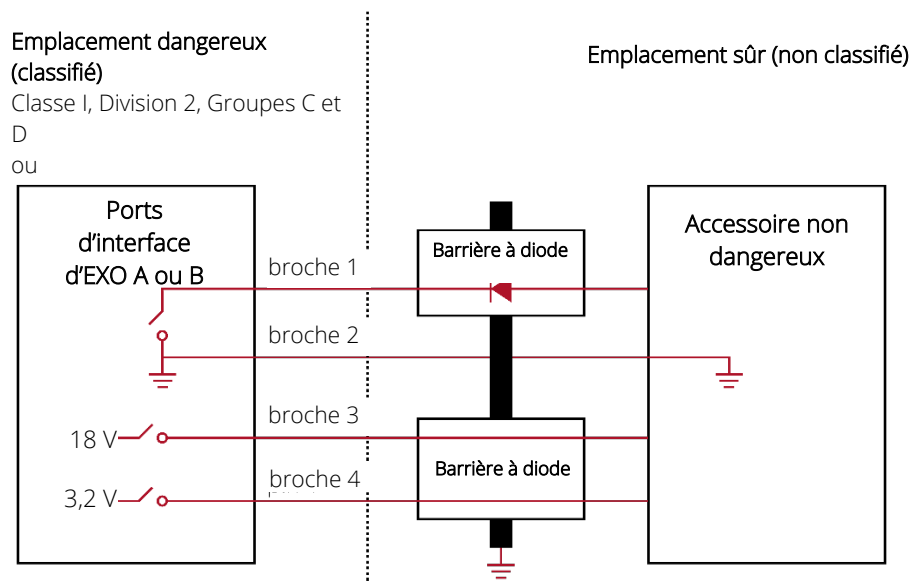 Emplacement dangereux
(classifié)
Classe I, Division 2, Groupes C et
D
ou
Emplacement sûr (non classifié)
Ports
d’interface
d’EXO A ou B
broche 1
broche 2
broche 3
broche 4
18 V
3,2 V
Barrière à diode
Barrière à diode
Accessoire non
dangereux